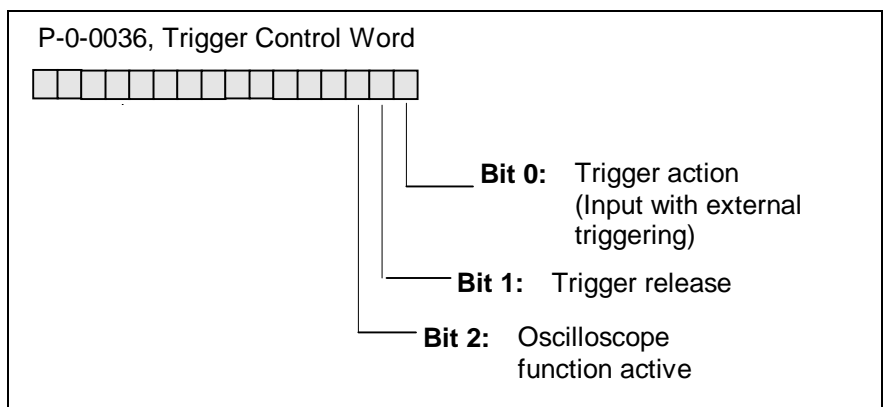 P-0-0036, Trigger Control Word
Bit 0: Trigger action
(Input with external
triggering)
Bit 1: Trigger release
Bit 2: Oscilloscope
function active